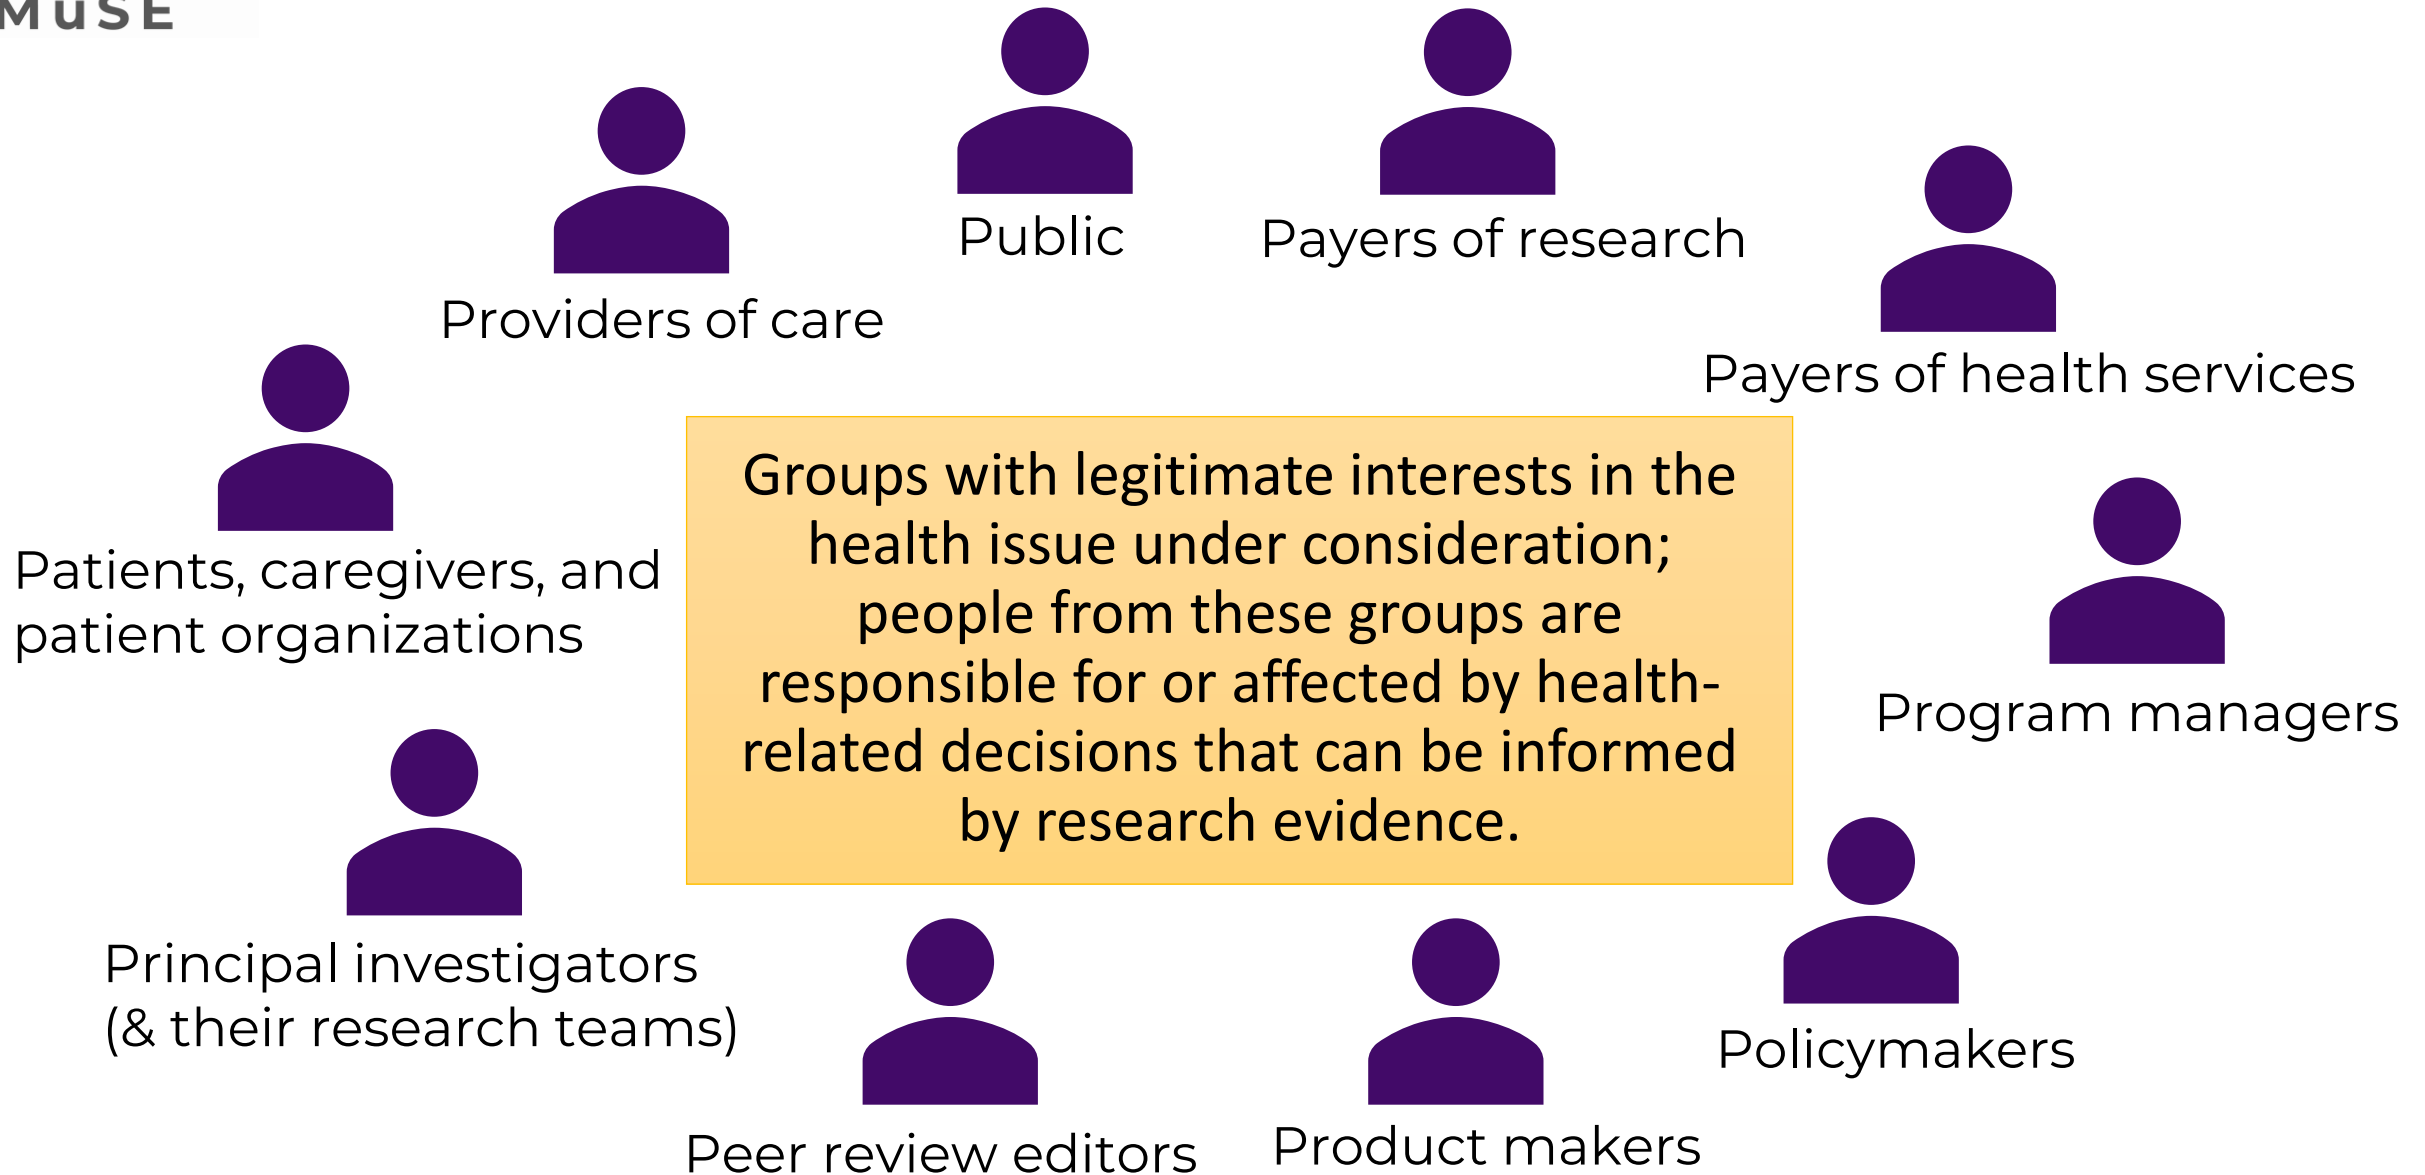 MuSE
Public
Payers of research
Providers of care
Payers of health services
Patients, caregivers, and
patient organizations
Groups with legitimate interests in the
health issue under consideration;
people from these groups are
responsible for or affected by health-
related decisions that can be informed
by research evidence.
Program managers
Principal investigators
(& their research teams)
Policymakers
Peer review editors
Product makers